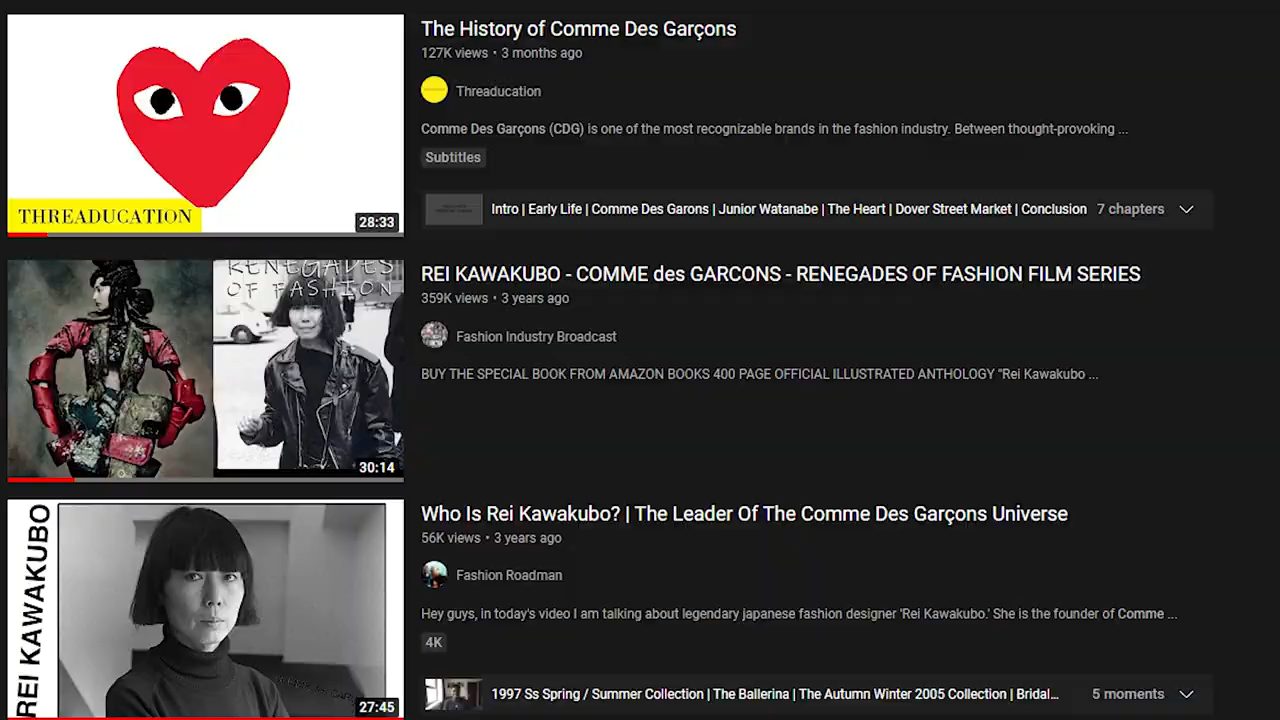 The History of Comme Des Garçons
127K views • 3 months ago
Threaducation
Comme Des Garçons (CDG) is one of the most recognizable brands in the fashion industry. Between thought-provoking ...
Subtitles
THREADUCATION
28:33
Intro | Early Life | Comme Des Garons | Junior Watanabe | The Heart | Dover Street Market | Conclusion
7 chapters
RENEGADES
OF FASHION
30:14
REI KAWAKUBO - COMME des GARCONS - RENEGADES OF FASHION FILM SERIES
359K views • 3 years ago
Fashion Industry Broadcast
BUY THE SPECIAL BOOK FROM AMAZON BOOKS 400 PAGE OFFICIAL ILLUSTRATED ANTHOLOGY "Rei Kawakubo ...
REI KAWAKUBO
27:45
Who Is Rei Kawakubo? | The Leader Of The Comme Des Garçons Universe
56K views • 3 years ago
Fashion Roadman
Hey guys, in today's video I am talking about legendary japanese fashion designer 'Rei Kawakubo.' She is the founder of Comme ...
4K
1997 Ss Spring / Summer Collection | The Ballerina | The Autumn Winter 2005 Collection | Bridal...
5 moments